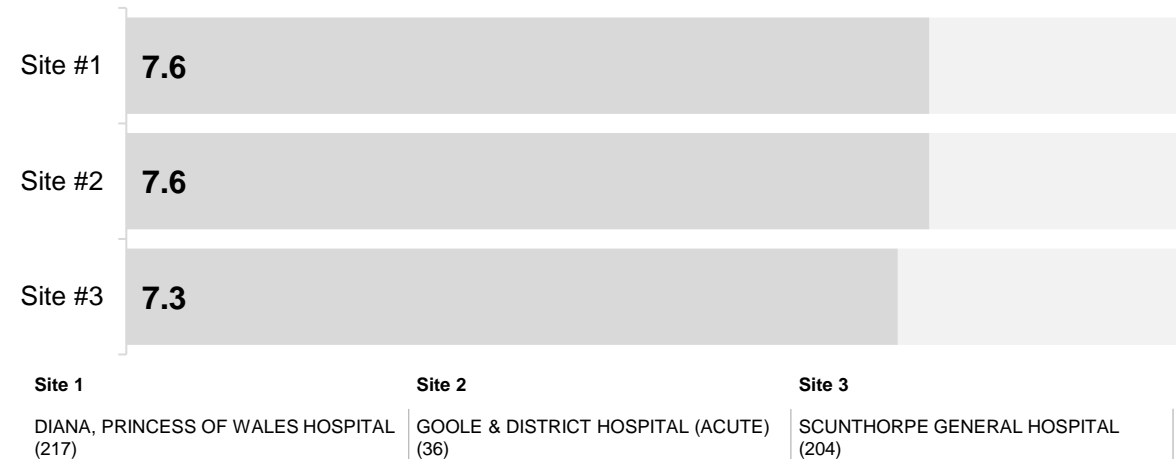 Site #1 7.6
Site #2 7.6
Site #3 7.3
Site 1 Site 2 Site 3
DIANA, PRINCESS OF WALES HOSPITAL GOOLE & DISTRICT HOSPITAL (ACUTE) SCUNTHORPE GENERAL HOSPITAL
(217) (36) (204)